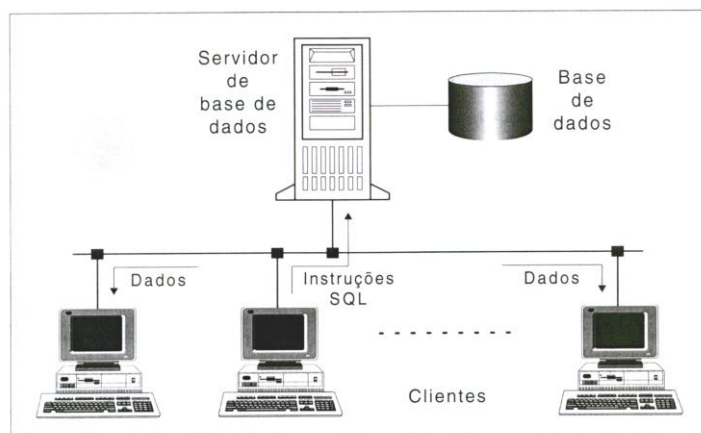 Servidor
de
base de
dados
Base
de
dados
Dados
Instruções
SQL
Dados
Clientes